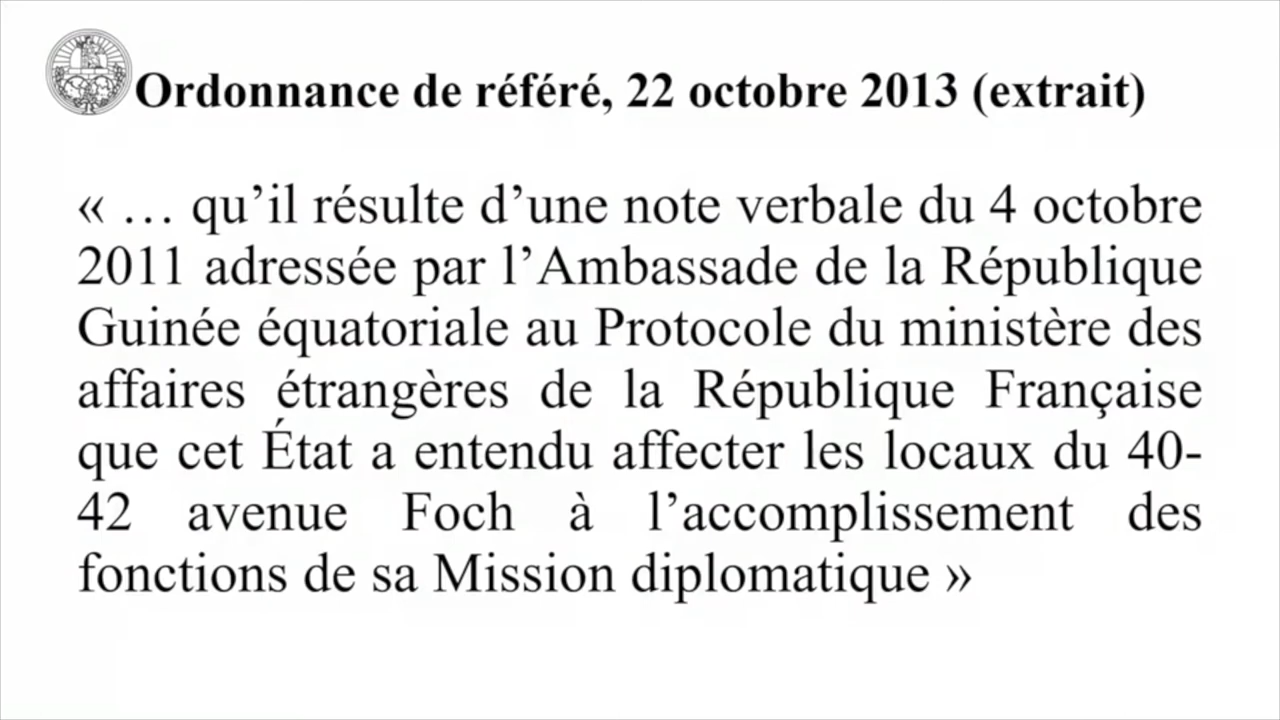 Ordonnance de référé, 22 octobre 2013 (extrait)
« … qu’il résulte d’une note verbale du 4 octobre
2011 adressée par l’Ambassade de la République
Guinée équatoriale au Protocole du ministère des
affaires étrangères de la République Française
que cet État a entendu affecter les locaux du 40-
42 avenue Foch à l’accomplissement des
fonctions de sa Mission diplomatique »